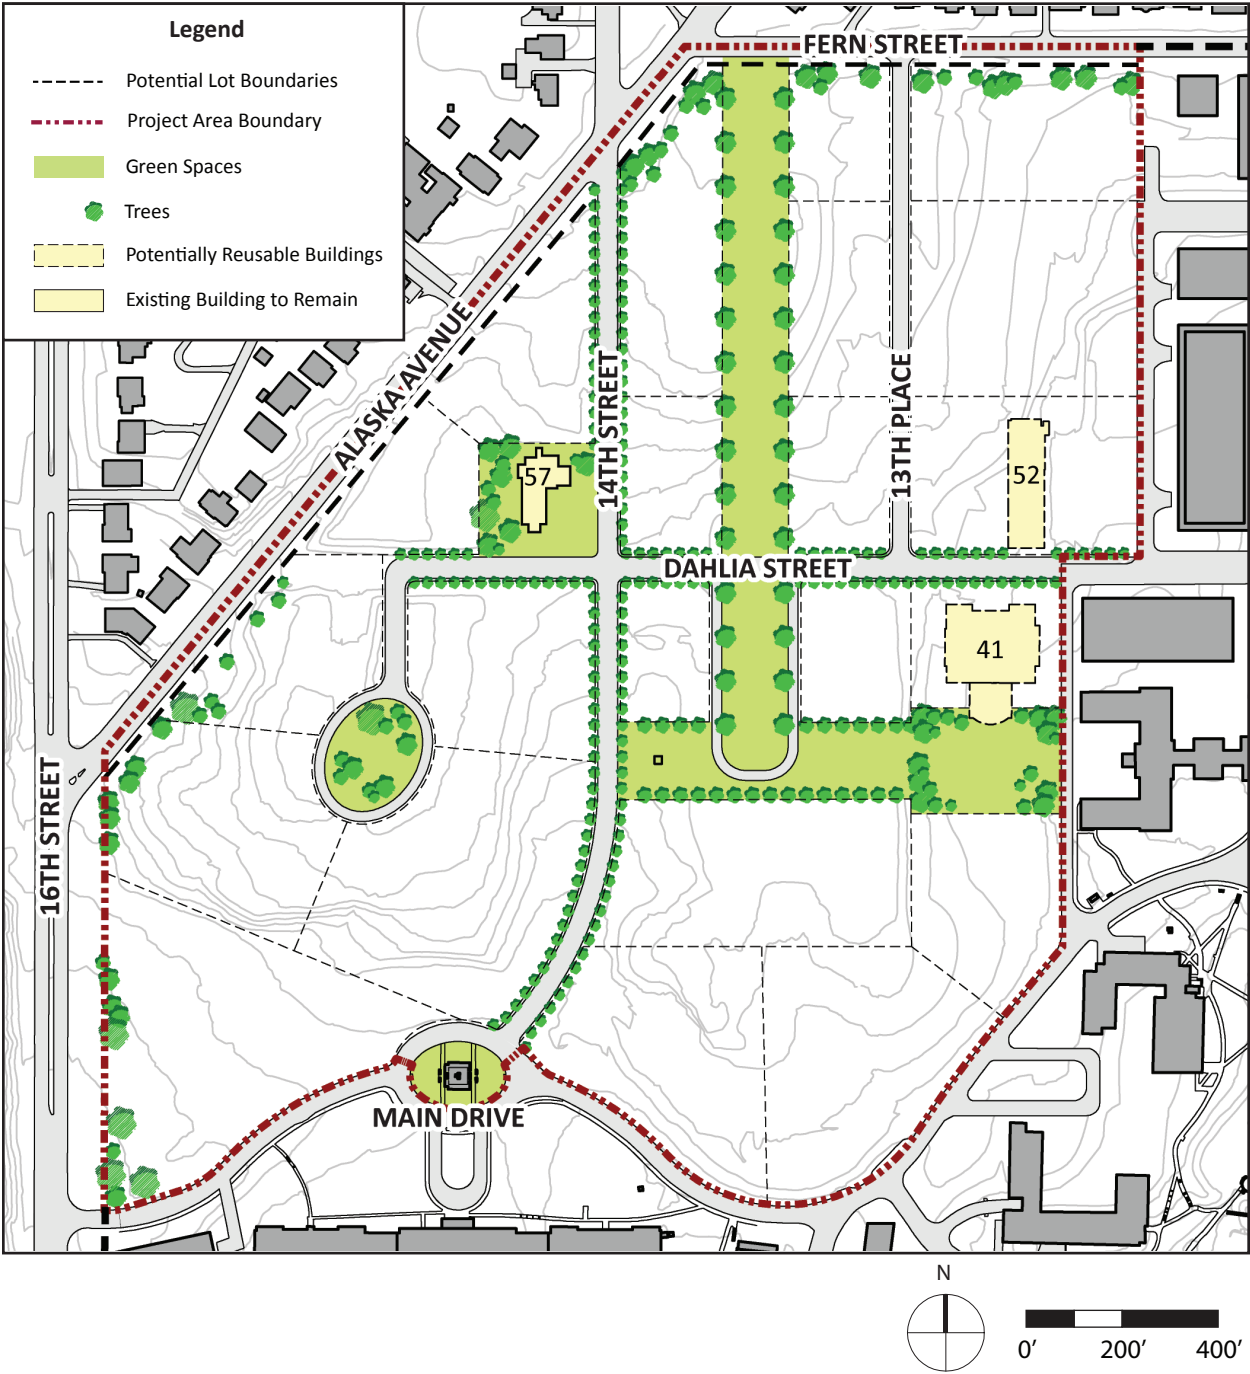 Legend
Potential Lot Boundaries
Project Area Boundary
Green Spaces
Trees
Potentially Reusable Buildings
Existing Building to Remain
FERN STREET
ALASKA AVENUE
14TH STREET
13TH PLACE
57
52
DAHLIA STREET
41
16TH STREET
MAIN DRIVE
N
0’ 200’ 400’